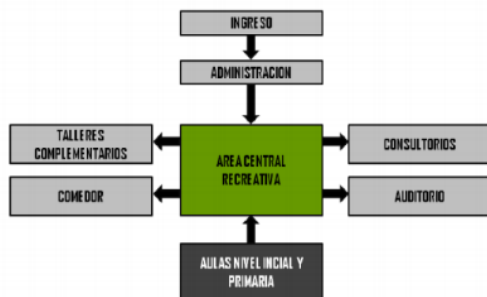 INGRESO
ADMINISTRACION
TALLERES
COMPLEMENTARIOS
AREA CENTRAL
RECREATIVA
CONSULTORIOS
COMEDOR
AUDITORIO
AULAS NIVEL INCIAL Y
PRIMARIA